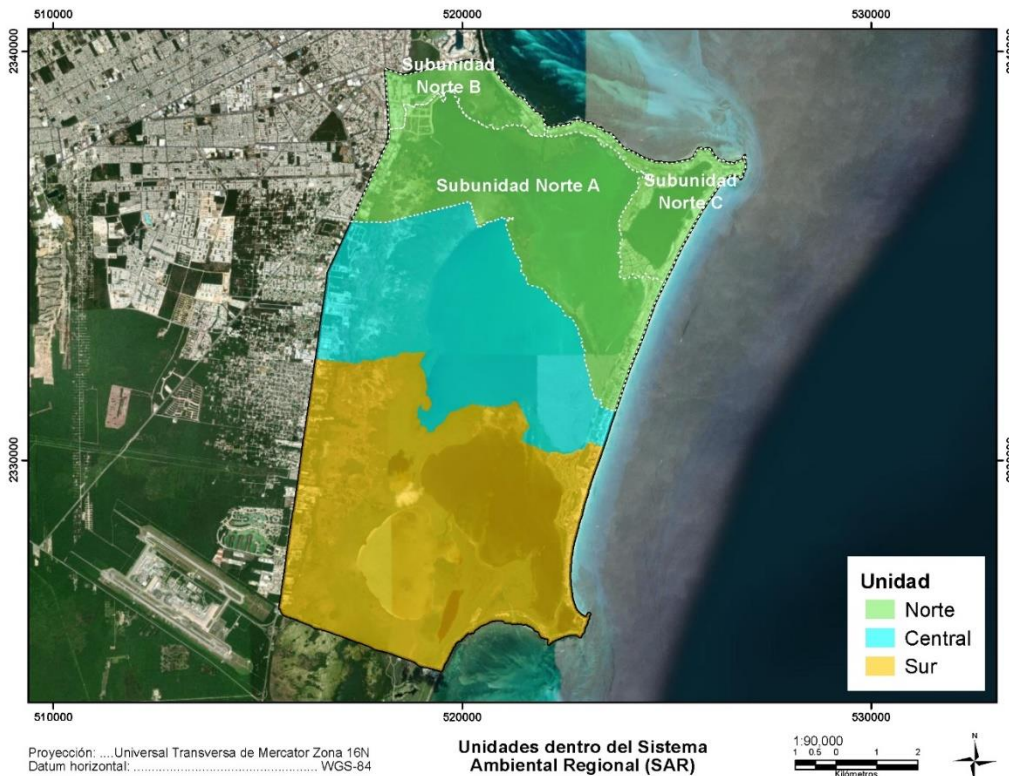 510000
520000
530000
2340000
2340000
Subunidad
Norte B
Subunidad Norte A
Subunidad
Norte C
2330000
2330000
Unidad
Norte
Central
Sur
510000
520000
530000
Proyección: ....Universal Transversa de Mercator Zona 16N
Datum horizontal: ................................................ WGS-84
Unidades dentro del Sistema
Ambiental Regional (SAR)
1:90,000
1 0.5 0 1 2
Kilómetros
N